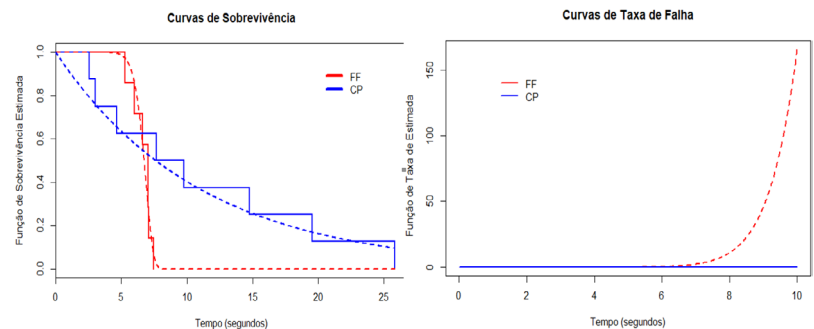 Curvas de Sobrevivência
Função de Sobrevivência Estimada
0.0
0.2
0.4
0.6
0.8
1.0
FF
CP
0
5
10
15
20
25
Tempo (segundos)
Curvas de Taxa de Falha
Função de Taxa de Estimada
a
0
50
100
150
FF
CP
0
2
4
6
8
10
Tempo (segundos)